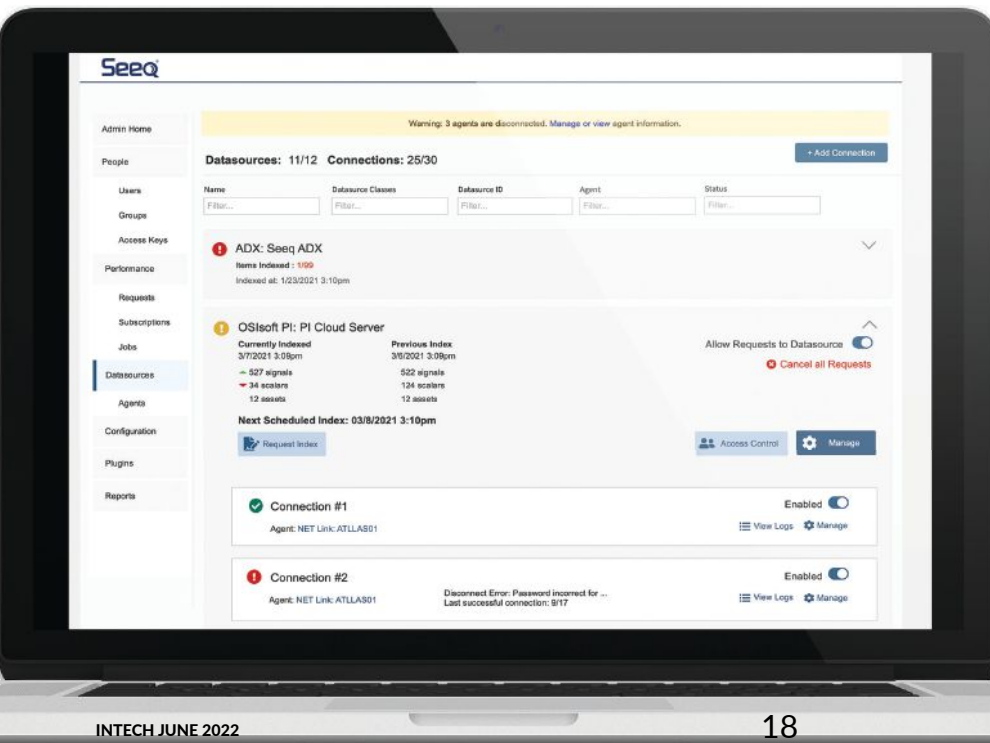 Seeq
Warning: 3 agents are disconnected. Manage or view agent information.
Admin Home
People
Users
Groups
Access Keys
Performance
Requests
Subscriptions
Jobs
Datasources
Agents
Configuration
Plugins
Reports
Datasources: 11/12 Connections: 25/30
+ Add Connection
Name Datasource Classes Datasource ID Agent Status
Filter... Filter... Filter... Filter... Filter...
ADX: Seeq ADX
Items Indexed : 1/99
Indexed at: 1/23/2021 3:10pm
OSIsoft PI: PI Cloud Server
Allow Requests to Datasource
Cancel all Requests
Currently Indexed Previous Index
3/7/2021 3:09pm 3/6/2021 3:09pm
527 signals 522 signals
34 scalars 124 scalars
12 assets 12 assets
Next Scheduled Index: 03/8/2021 3:10pm
Request Index Access Control Manage
Connection #1 Enabled
Agent: NET Link: ATLLAS01 View Logs Manage
Connection #2 Enabled
Disconnect Error: Password incorrect for ...
Agent: NET Link: ATLLAS01 View Logs Manage
Last successful connection: 9/17
INTECH JUNE 2022 18